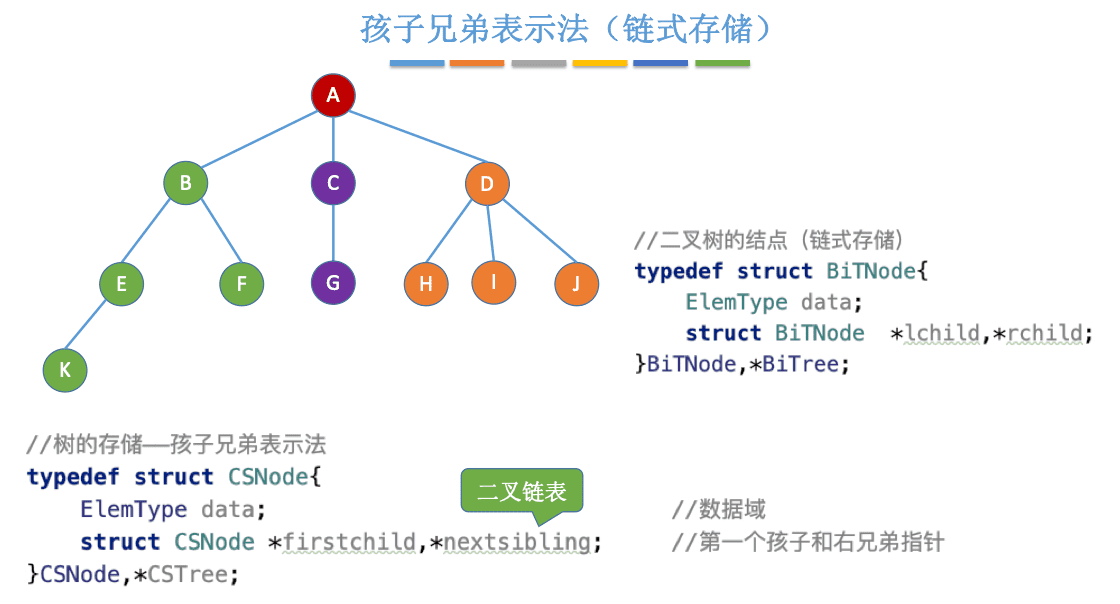 孩子兄弟表示法（链式存储）
A
B
C
D
E
F
G
H
I
J
K
//二叉树的结点（链式存储）
typedef struct BiTNode{
ElemType data;
struct BiTNode *lchild,*rchild;
}BiTNode,*BiTree;
//树的存储——孩子兄弟表示法
typedef struct CSNode{
二叉链表
ElemType data; //数据域
struct CSNode *firstchild,*nextsibling; //第一个孩子和右兄弟指针
}CSNode,*CSTree;